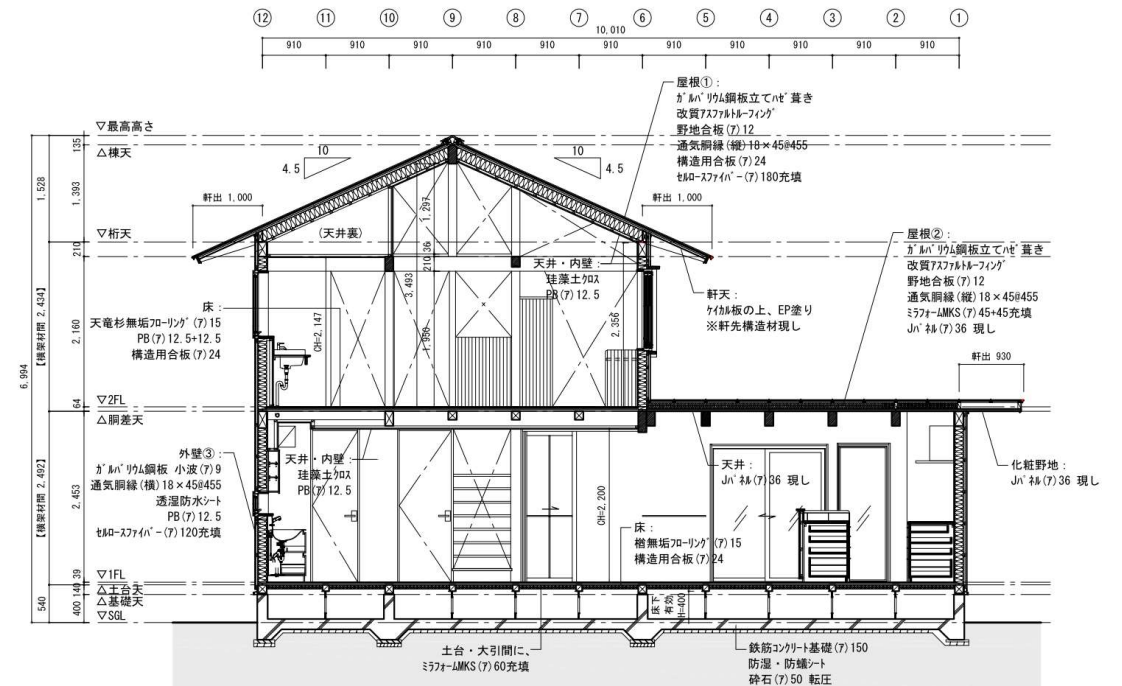 ⑫ ⑪ ⑩ ⑨ ⑧ ⑦ ⑥ ⑤ ④ ③ ② ①
10,010
910 910 910 910 910 910 910 910 910 910 910
屋根①：
ｶﾞﾙﾊﾞﾘｳﾑ鋼板立てﾊｾﾞ葺き
改質ｱｽﾌｧﾙﾄﾙｰﾌｨﾝｸﾞ
野地合板(ｱ)12
通気胴縁(縦)18×45@455
構造用合板(ｱ)24
ｾﾙﾛｰｽﾌｧｲﾊﾞｰ(ｱ)180充填
▽最高高さ
△棟天
135
10
4.5
10
4.5
1,528
1,393
軒出 1,000
軒出 1,000
1,297
(天井裏)
▽桁天
210
36
210
屋根②：
ｶﾞﾙﾊﾞﾘｳﾑ鋼板立てﾊｾﾞ葺き
改質ｱｽﾌｧﾙﾄﾙｰﾌｨﾝｸﾞ
野地合板(ｱ)12
通気胴縁(縦)18×45@455
ﾐﾗﾌｫｰﾑMKS(ｱ)45+45充填
Jﾊﾟﾈﾙ(ｱ)36 現し
天井・内壁：
珪藻土ｸﾛｽ
PB(ｱ)12.5
軒天：
ｹｲｶﾙ板の上、EP塗り
※軒先構造材現し
床：
天竜杉無垢ﾌﾛｰﾘﾝｸﾞ(ｱ)15
PB(ｱ)12.5+12.5
構造用合板(ｱ)24
CH=2,147
3,493
1,950
2,356
6,994
【横架材間 2,434】
2,160
軒出 930
64
▽2FL
△胴差天
外壁③：
ｶﾞﾙﾊﾞﾘｳﾑ鋼板 小波(ｱ)9
通気胴縁(横)18×45@455
透湿防水ｼｰﾄ
PB(ｱ)12.5
ｾﾙﾛｰｽﾌｧｲﾊﾞｰ(ｱ)120充填
天井・内壁：
珪藻土ｸﾛｽ
PB(ｱ)12.5
天井：
Jﾊﾟﾈﾙ(ｱ)36 現し
化粧野地：
Jﾊﾟﾈﾙ(ｱ)36 現し
【横架材間 2,492】
2,453
CH=2,200
床：
楢無垢ﾌﾛｰﾘﾝｸﾞ(ｱ)15
構造用合板(ｱ)24
39
▽1FL
140
△土台天
△基礎天
540
400
▽SGL
床下有効
H=400
土台・大引間に、
ﾐﾗﾌｫｰﾑMKS(ｱ)60充填
鉄筋ｺﾝｸﾘｰﾄ基礎(ｱ)150
防湿・防蟻ｼｰﾄ
砕石(ｱ)50 転圧